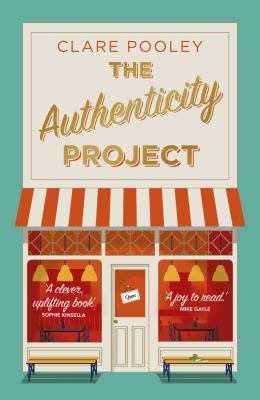 CLARE POOLEY
THE
Authenticity
PROJECT
'A clever,
uplifting book.'
SOPHIE KINSELLA
Open
'A joy to read.'
MIKE GAYLE